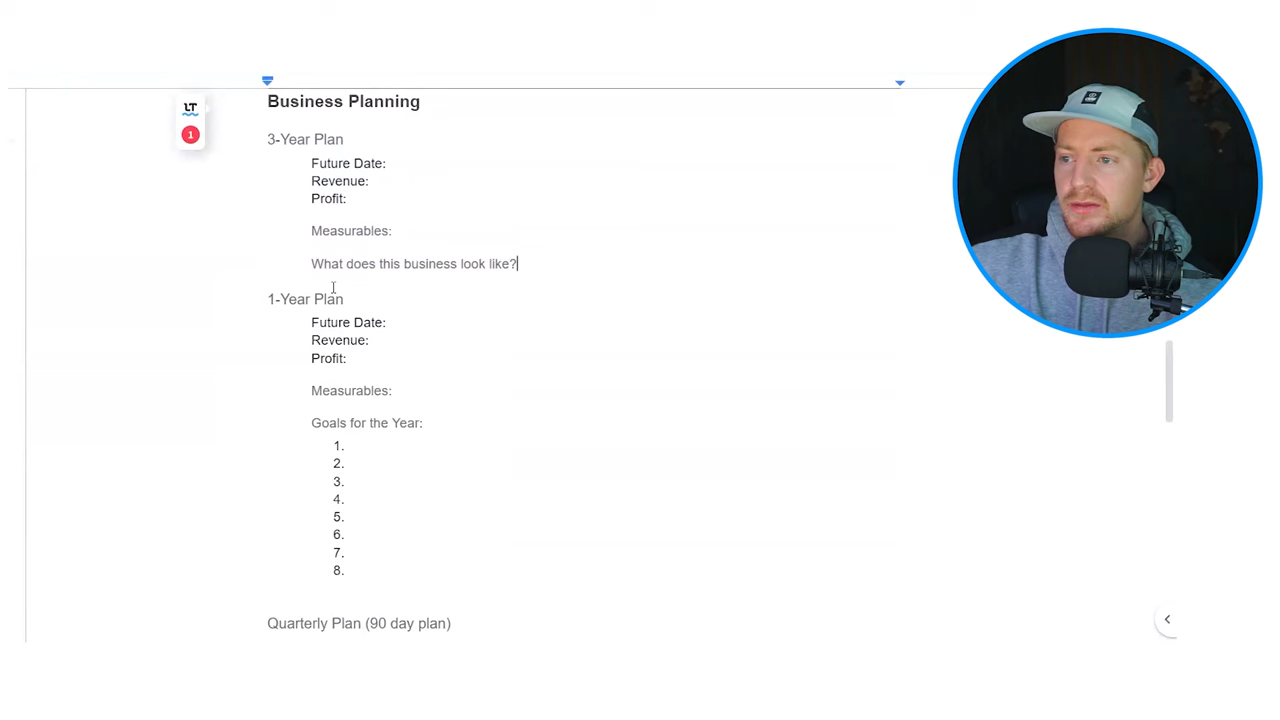 LT
1
Business Planning
3-Year Plan
Future Date:
Revenue:
Profit:
Measurables:
What does this business look like?
1-Year Plan
Future Date:
Revenue:
Profit:
Measurables:
Goals for the Year:
1.
2.
3.
4.
5.
6.
7.
8.
Quarterly Plan (90 day plan)